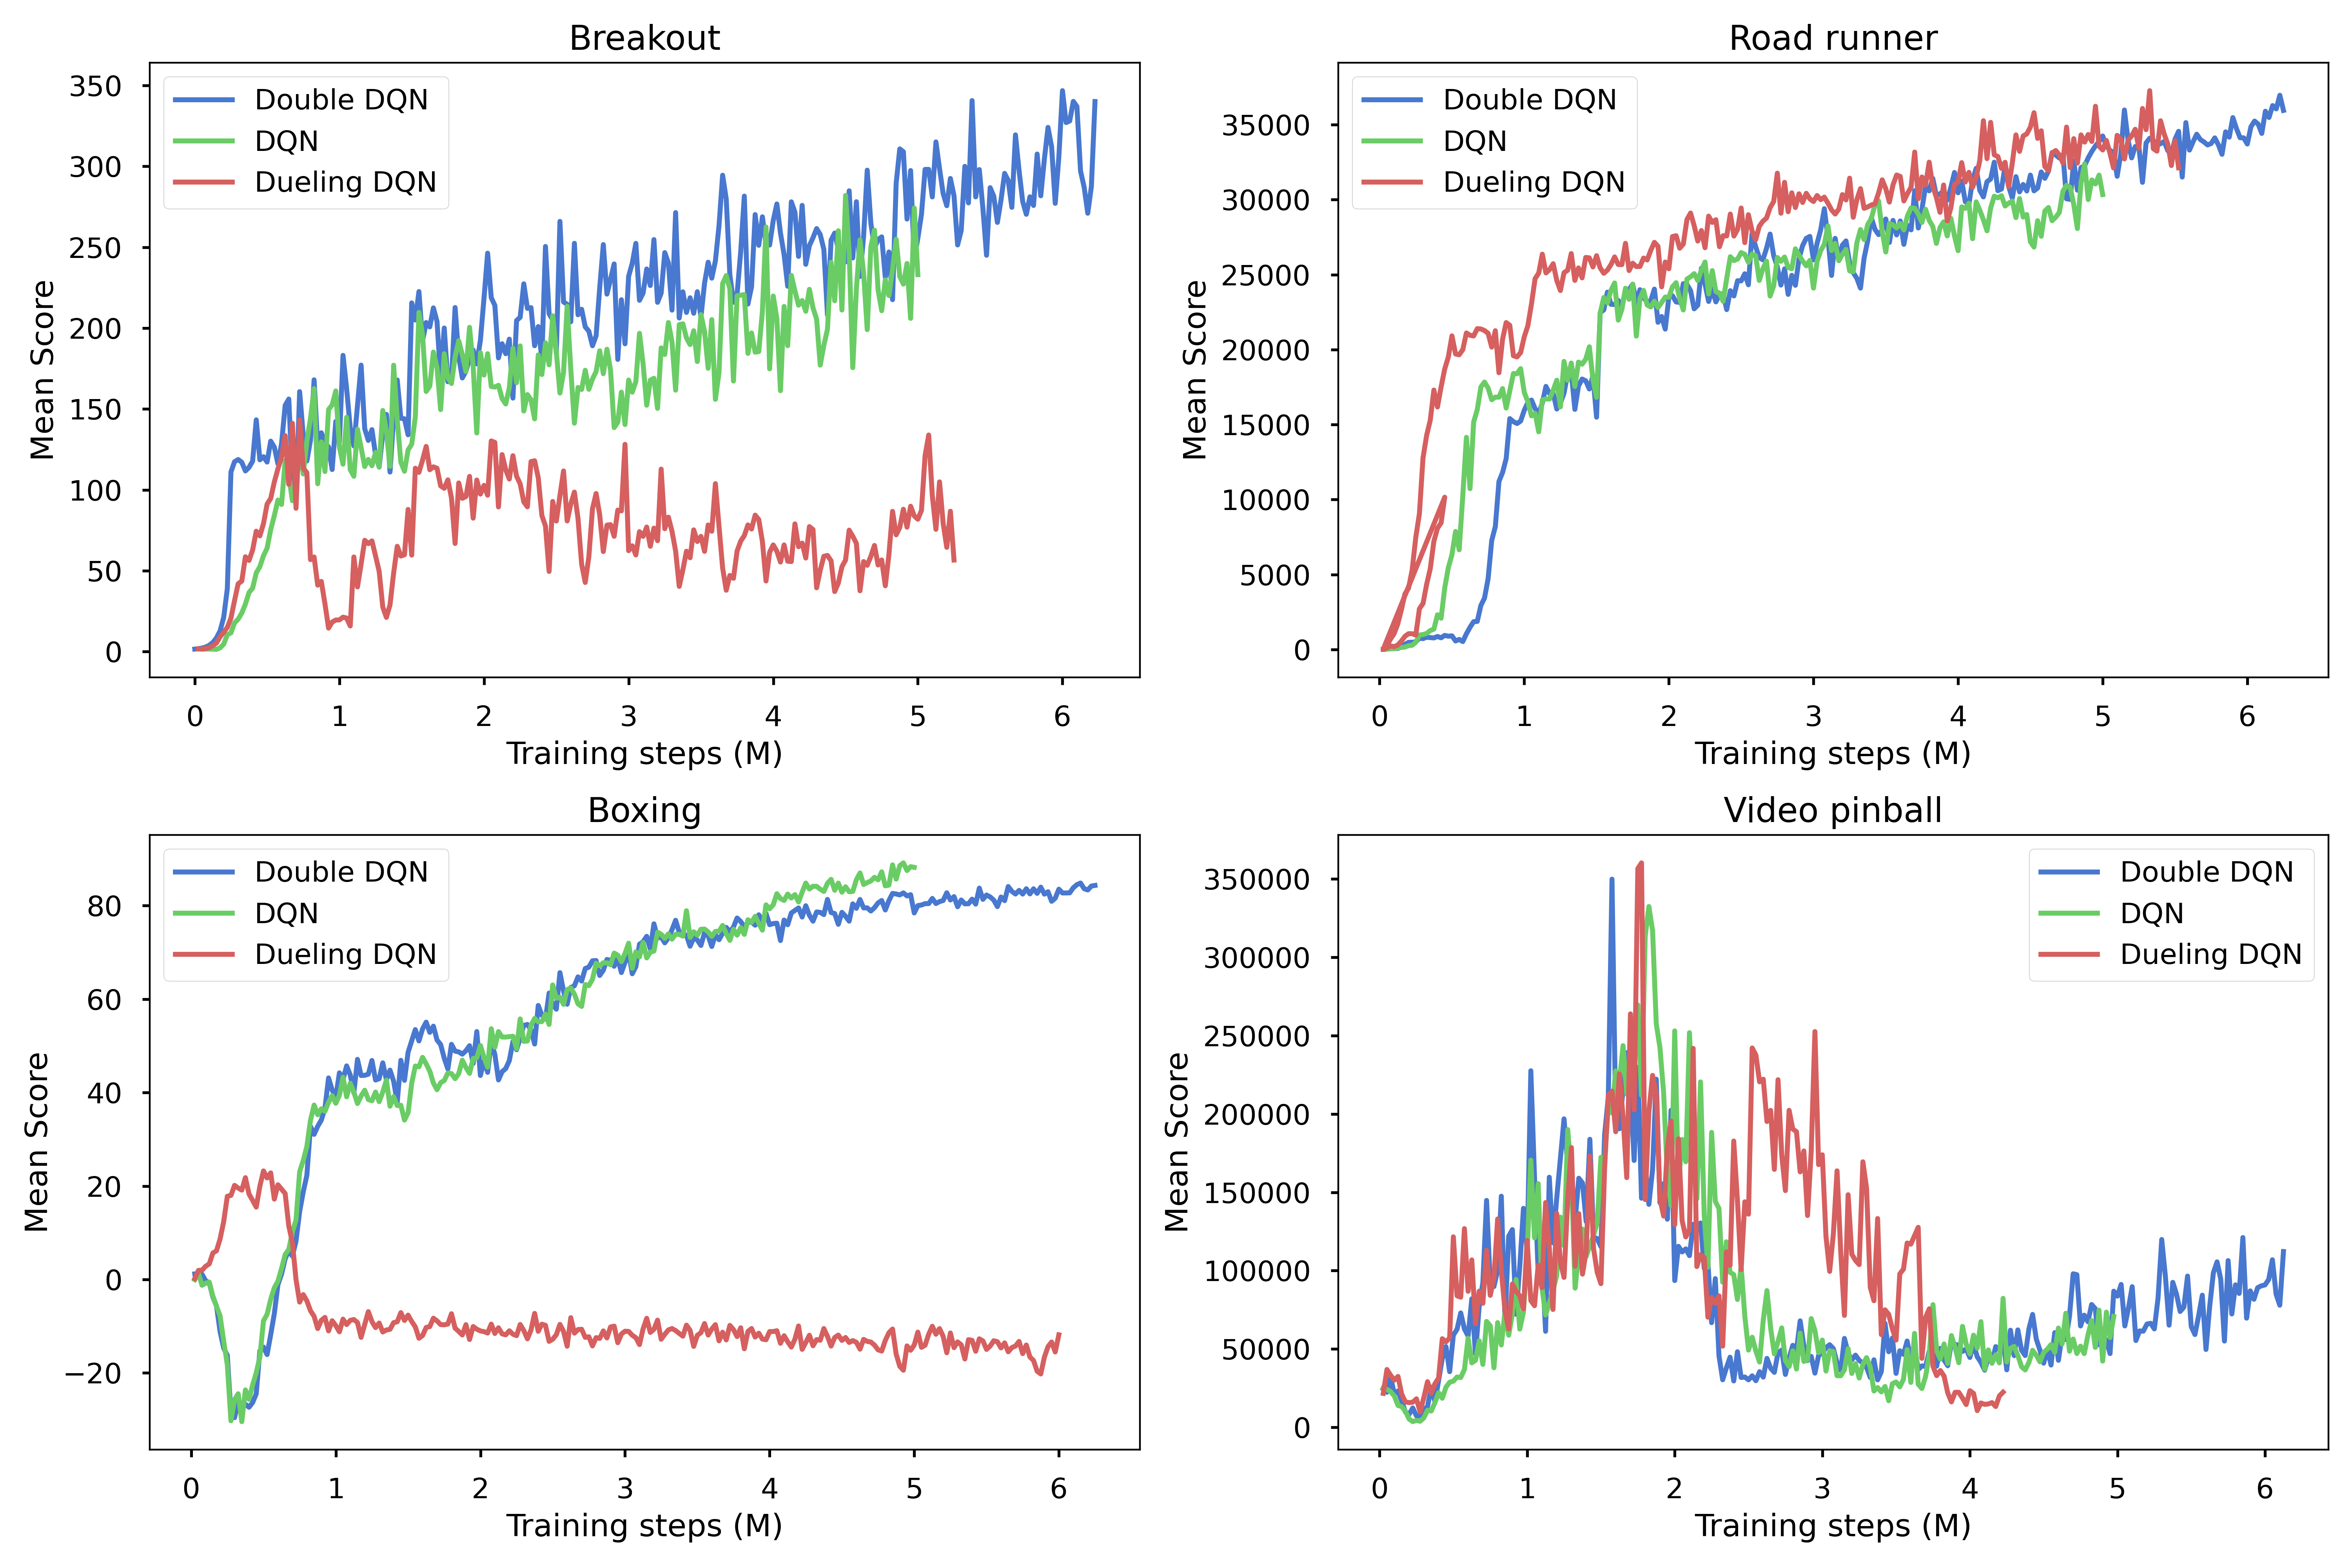 Breakout
Mean Score
350
300
250
200
150
100
50
0
Double DQN
DQN
Dueling DQN
0 1 2 3 4 5 6
Training steps (M)
Road runner
Mean Score
35000
30000
25000
20000
15000
10000
5000
0
Double DQN
DQN
Dueling DQN
0 1 2 3 4 5 6
Training steps (M)
Boxing
Mean Score
80
60
40
20
0
−20
Double DQN
DQN
Dueling DQN
0 1 2 3 4 5 6
Training steps (M)
Video pinball
Mean Score
350000
300000
250000
200000
150000
100000
50000
0
Double DQN
DQN
Dueling DQN
0 1 2 3 4 5 6
Training steps (M)